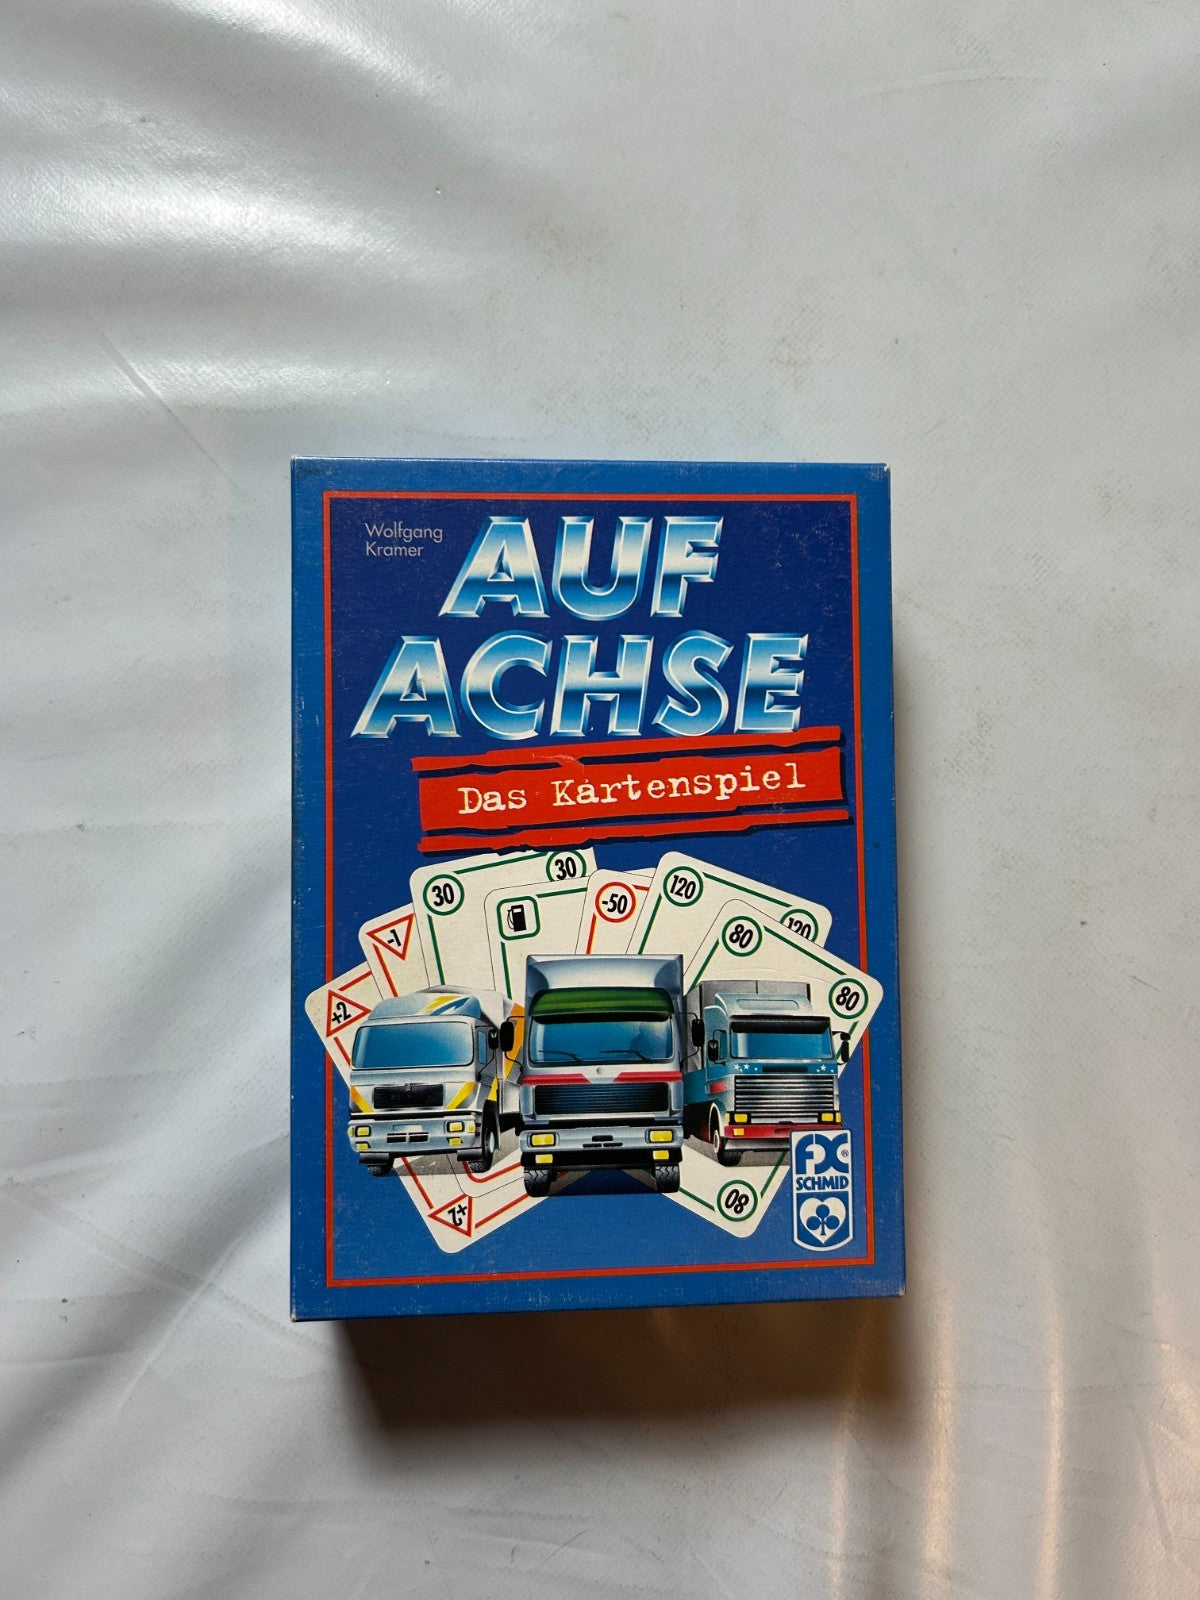 Wolfgang
Kramer
AUF
ACHSE
Das Kartenspiel
30
30
-50
120
120
-1
80
80
+2
+2
80
FX
®
SCHMID